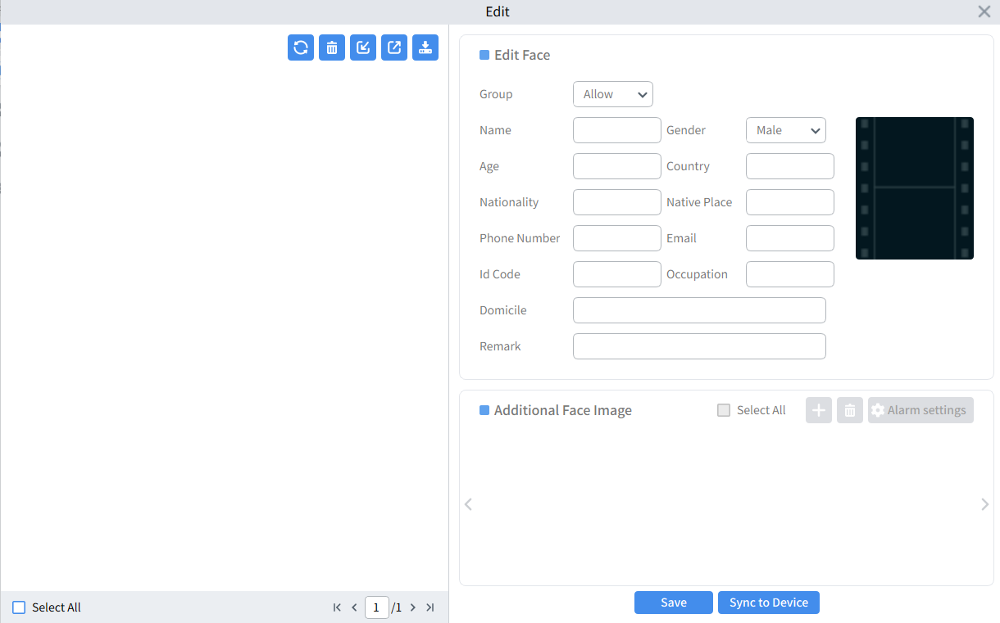 Edit
Edit Face
Group Allow
Name Gender Male
Age Country
Nationality Native Place
Phone Number Email
Id Code Occupation
Domicile
Remark
Additional Face Image Select All Alarm settings
Select All 1 /1
Save Sync to Device